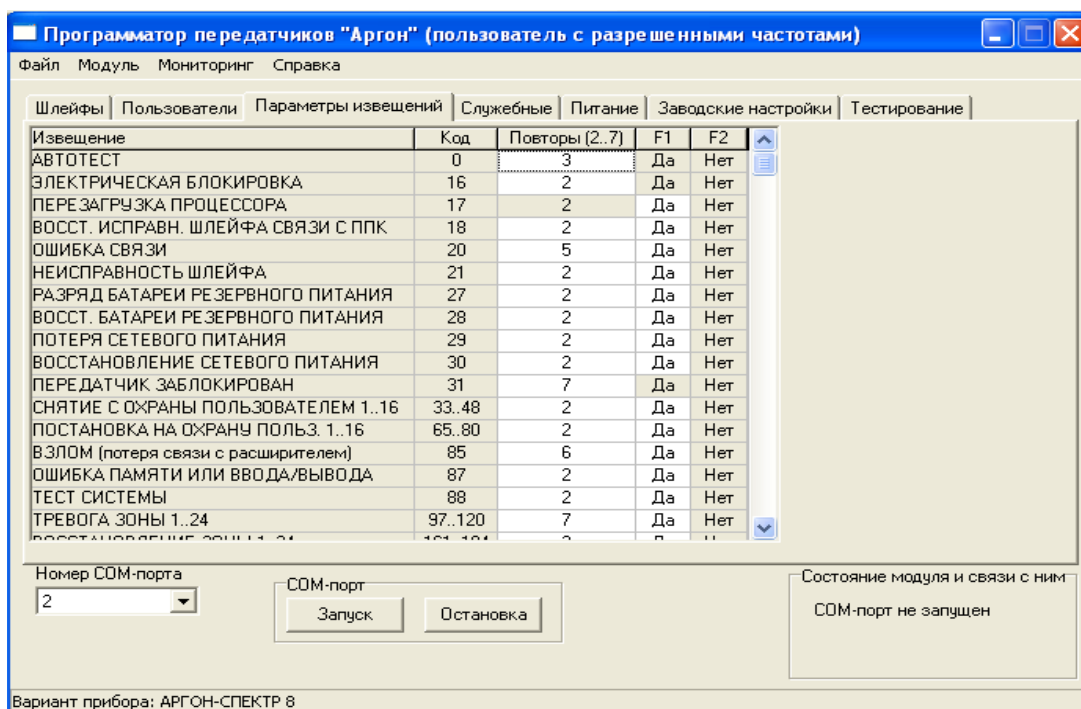 Программатор передатчиков "Аргон" (пользователь с разрешенными частотами)
Файл Модуль Мониторинг Справка
Шлейфы Пользователи Параметры извещений Служебные Питание Заводские настройки Тестирование
Извещение Код Повторы (2..7) F1 F2
АВТОТЕСТ 0 3 Да Нет
ЭЛЕКТРИЧЕСКАЯ БЛОКИРОВКА 16 2 Да Нет
ПЕРЕЗАГРУЗКА ПРОЦЕССОРА 17 2 Да Нет
ВОССТ. ИСПРАВН. ШЛЕЙФА СВЯЗИ С ППК 18 2 Да Нет
ОШИБКА СВЯЗИ 20 5 Да Нет
НЕИСПРАВНОСТЬ ШЛЕЙФА 21 2 Да Нет
РАЗРЯД БАТАРЕИ РЕЗЕРВНОГО ПИТАНИЯ 27 2 Да Нет
ВОССТ. БАТАРЕИ РЕЗЕРВНОГО ПИТАНИЯ 28 2 Да Нет
ПОТЕРЯ СЕТЕВОГО ПИТАНИЯ 29 2 Да Нет
ВОССТАНОВЛЕНИЕ СЕТЕВОГО ПИТАНИЯ 30 2 Да Нет
ПЕРЕДАТЧИК ЗАБЛОКИРОВАН 31 7 Да Нет
СНЯТИЕ С ОХРАНЫ ПОЛЬЗОВАТЕЛЕМ 1..16 33..48 2 Да Нет
ПОСТАНОВКА НА ОХРАНУ ПОЛЬЗ. 1..16 65..80 2 Да Нет
ВЗЛОМ (потеря связи с расширителем) 85 6 Да Нет
ОШИБКА ПАМЯТИ ИЛИ ВВОДА/ВЫВОДА 87 2 Да Нет
ТЕСТ СИСТЕМЫ 88 2 Да Нет
ТРЕВОГА ЗОНЫ 1..24 97..120 7 Да Нет
Номер COM-порта
2
COM-порт
Запуск Остановка
Состояние модуля и связи с ним
COM-порт не запущен
Вариант прибора: АРГОН-СПЕКТР 8